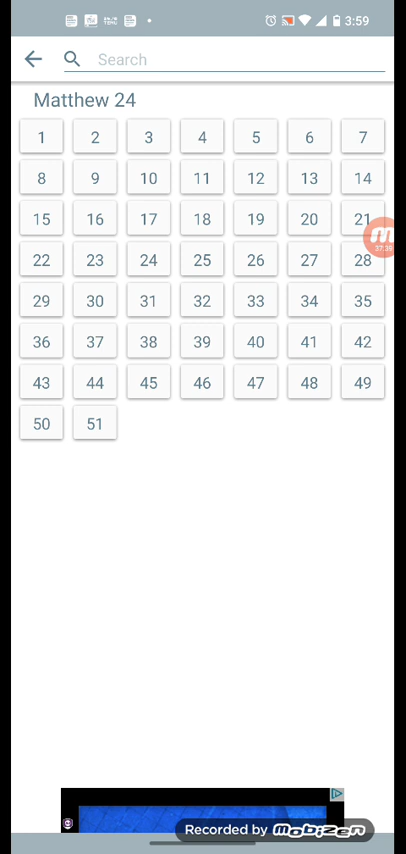 3:59
Search
Matthew 24
1 2 3 4 5 6 7
8 9 10 11 12 13 14
15 16 17 18 19 20 21
37:39
22 23 24 25 26 27 28
29 30 31 32 33 34 35
36 37 38 39 40 41 42
43 44 45 46 47 48 49
50 51
Recorded by mobizen